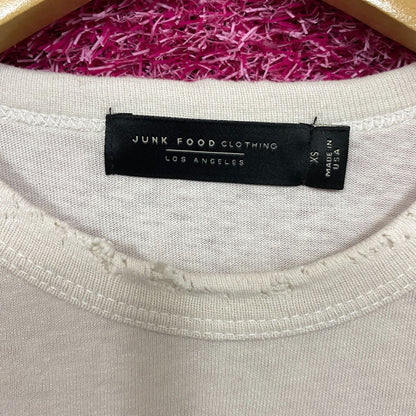 JUNK FOOD CLOTHING
LOS ANGELES
XS
MADE IN
USA